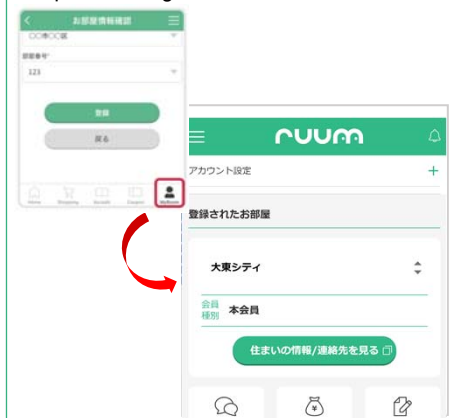 お部屋情報確認
〇〇市〇〇区
部屋番号*
123
登録
戻る
Home Shopping Account Coupon MyRoom
ruum
アカウント設定
登録されたお部屋
大東シティ
会員種別 本会員
住まいの情報/連絡先を見る